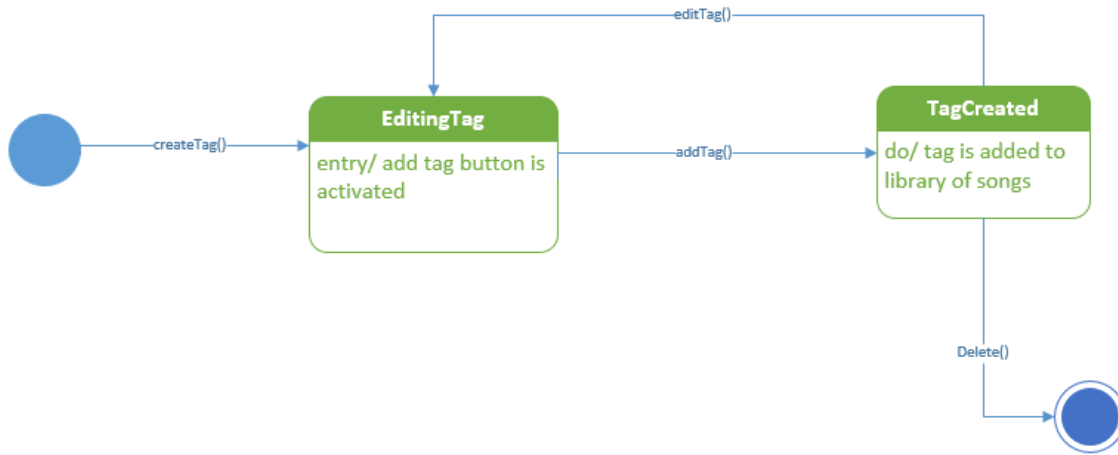 editTag()
EditingTag
TagCreated
createTag()
entry/ add tag button is
activated
addTag()
do/ tag is added to
library of songs
Delete()